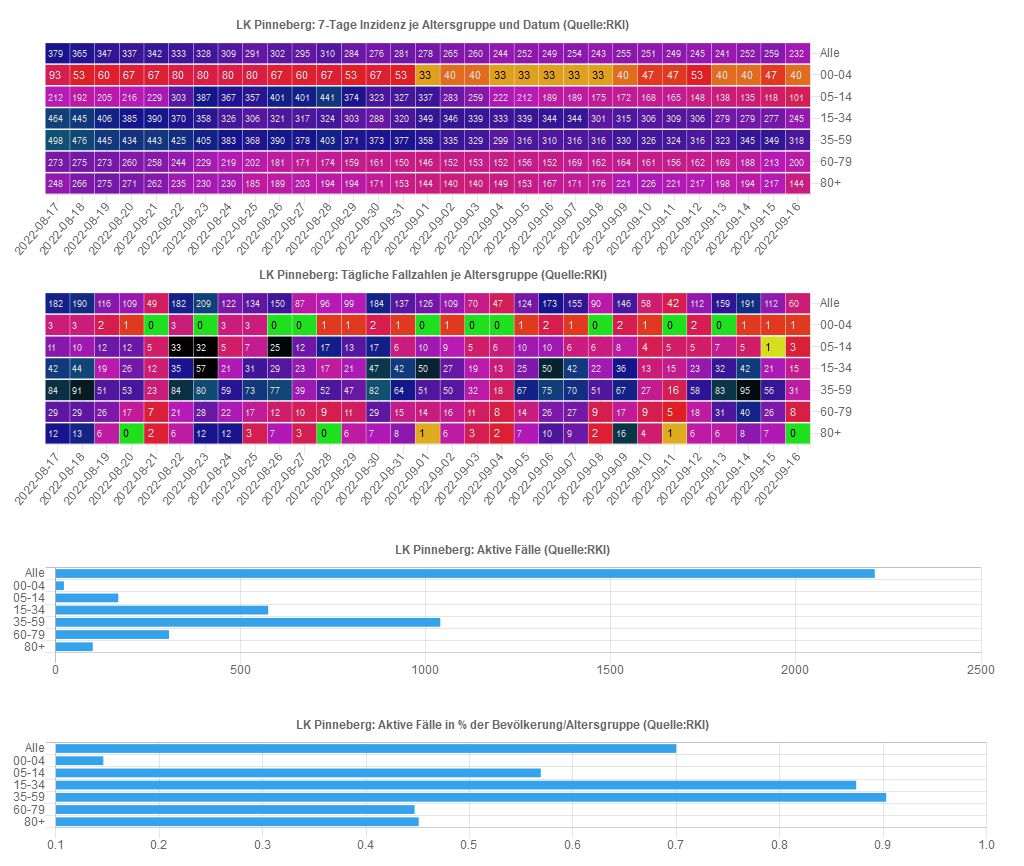 LK Pinneberg: 7-Tage Inzidenz je Altersgruppe und Datum (Quelle:RKI)
379 365 347 337 342 333 328 309 291 302 295 310 284 276 281 278 265 260 244 252 249 254 243 255 251 249 245 251 241 259 232 Alle
93 53 60 67 67 80 80 80 80 67 60 67 53 67 53 33 40 40 33 33 33 33 33 40 47 47 53 40 40 47 40 00-04
212 192 205 216 229 303 387 367 357 401 401 441 374 323 327 337 283 259 222 212 189 189 175 172 168 165 148 138 135 118 101 05-14
464 445 406 385 390 370 358 326 306 321 317 324 303 288 320 349 346 339 333 339 344 344 301 315 306 309 306 279 279 277 245 15-34
498 476 445 434 443 425 405 383 368 390 378 403 371 373 377 358 335 329 299 316 310 316 316 330 326 324 316 323 345 349 318 35-59
273 275 273 260 258 244 229 219 202 181 171 174 159 161 150 146 152 153 152 156 152 169 162 164 161 156 162 169 188 213 200 60-79
248 266 275 271 262 235 230 230 185 189 203 194 194 171 153 144 140 140 149 153 167 171 176 221 226 221 217 198 194 217 144 80+
2022-08-17 2022-08-18 2022-08-19 2022-08-20 2022-08-21 2022-08-22 2022-08-23 2022-08-24 2022-08-25 2022-08-26 2022-08-27 2022-08-28 2022-08-29 2022-08-30 2022-08-31 2022-09-01 2022-09-02 2022-09-03 2022-09-04 2022-09-05 2022-09-06 2022-09-07 2022-09-08 2022-09-09 2022-09-10 2022-09-11 2022-09-12 2022-09-13 2022-09-14 2022-09-15 2022-09-16
LK Pinneberg: Tägliche Fallzahlen je Altersgruppe (Quelle:RKI)
182 190 116 109 49 182 209 122 134 150 87 96 99 184 137 126 109 70 47 124 173 155 90 146 58 42 112 159 191 112 60 Alle
3 3 2 1 0 3 0 3 3 0 0 1 1 2 1 0 1 0 0 1 2 1 0 2 1 0 2 0 1 1 1 00-04
11 10 12 12 5 33 32 5 7 25 12 17 13 17 6 10 9 5 6 10 10 6 6 8 4 5 5 7 5 1 3 05-14
42 44 19 26 12 35 57 21 31 29 23 17 21 47 42 50 27 19 13 25 50 42 22 36 13 15 23 32 42 21 15 15-34
84 91 51 53 23 84 80 59 73 77 39 52 47 82 64 51 50 32 18 67 75 70 51 67 27 16 58 83 95 56 31 35-59
29 29 26 17 7 21 28 22 17 12 10 9 11 29 15 14 16 11 8 14 26 27 9 17 9 5 18 31 40 26 8 60-79
12 13 6 0 2 6 12 12 3 7 3 0 6 7 8 1 6 3 2 7 10 9 2 16 4 1 6 6 8 7 0 80+
2022-08-17 2022-08-18 2022-08-19 2022-08-20 2022-08-21 2022-08-22 2022-08-23 2022-08-24 2022-08-25 2022-08-26 2022-08-27 2022-08-28 2022-08-29 2022-08-30 2022-08-31 2022-09-01 2022-09-02 2022-09-03 2022-09-04 2022-09-05 2022-09-06 2022-09-07 2022-09-08 2022-09-09 2022-09-10 2022-09-11 2022-09-12 2022-09-13 2022-09-14 2022-09-15 2022-09-16
LK Pinneberg: Aktive Fälle (Quelle:RKI)
Alle
00-04
05-14
15-34
35-59
60-79
80+
0 500 1000 1500 2000 2500
LK Pinneberg: Aktive Fälle in % der Bevölkerung/Altersgruppe (Quelle:RKI)
Alle
00-04
05-14
15-34
35-59
60-79
80+
0.1 0.2 0.3 0.4 0.5 0.6 0.7 0.8 0.9 1.0